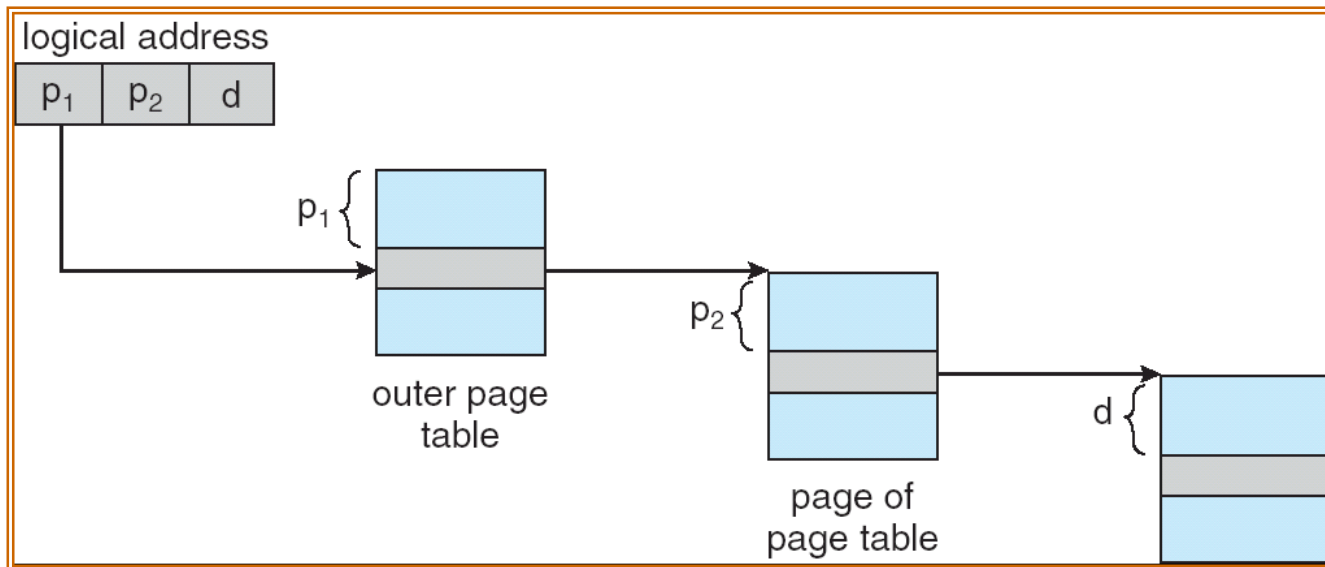 logical address
p₁ p₂ d
p₁
p₂
outer page
table
d
page of
page table